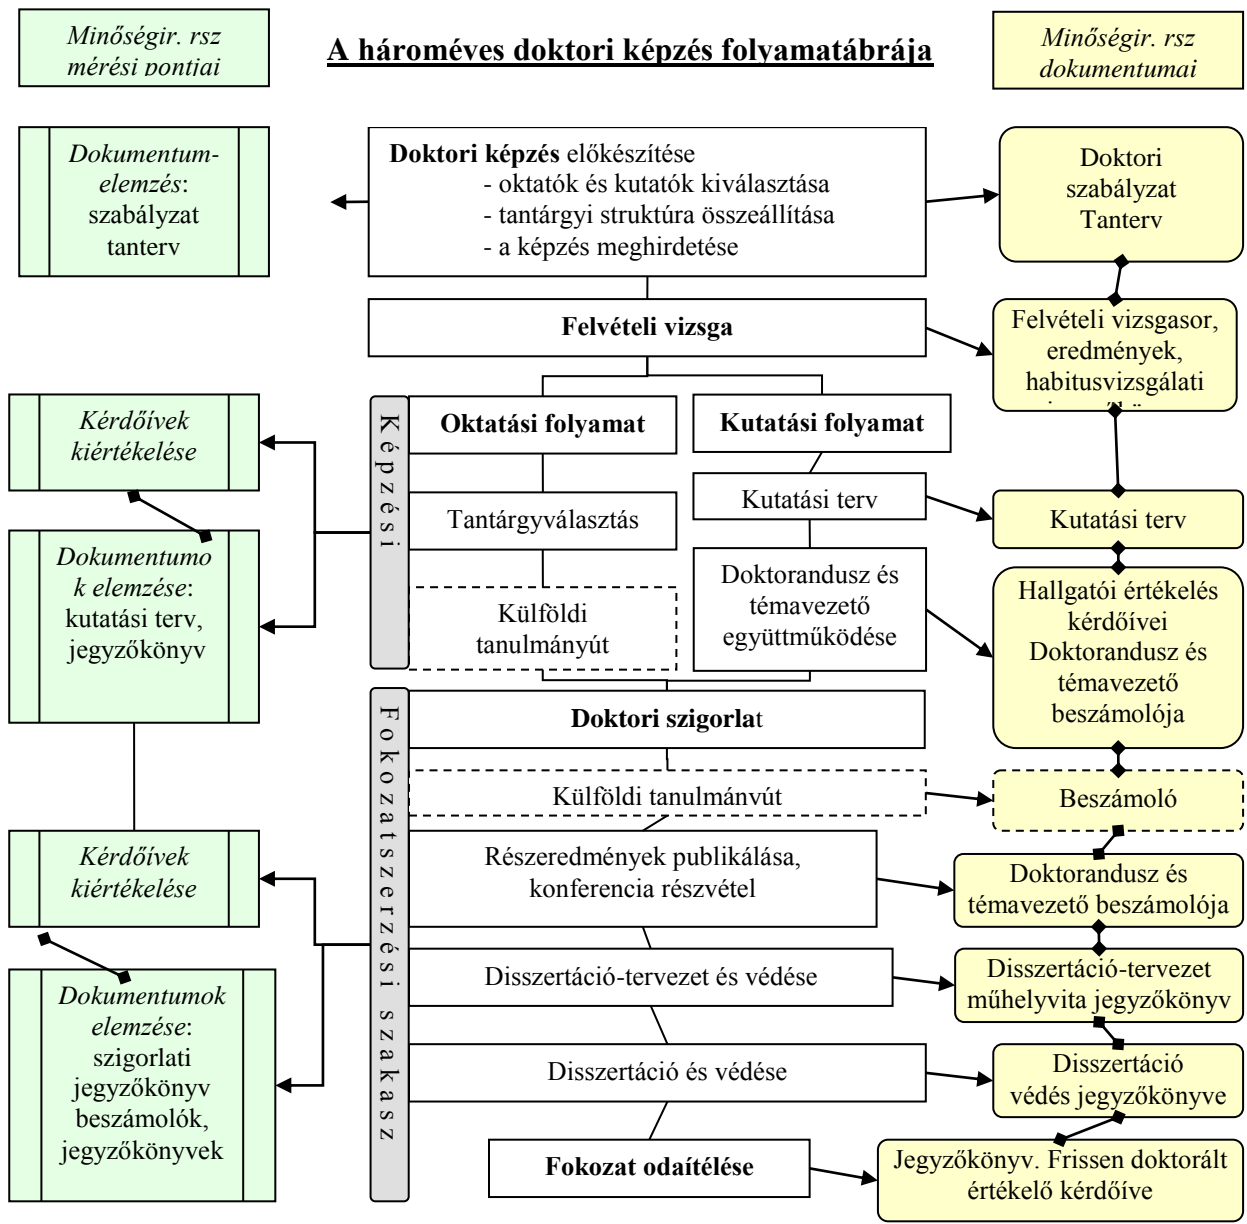 Minőségir. rsz
mérési pontjai
A hároméves doktori képzés folyamatábrája
Minőségir. rsz
dokumentumai
Dokumentum-
elemzés:
szabályzat
tanterv
Doktori képzés előkészítése
- oktatók és kutatók kiválasztása
- tantárgyi struktúra összeállítása
- a képzés meghirdetése
Doktori
szabályzat
Tanterv
Felvételi vizsga
Felvételi vizsgasor,
eredmények,
habitusvizsgálati
Kérdőívek
kiértékelése
Képzési
Oktatási folyamat
Kutatási folyamat
Tantárgyválasztás
Kutatási terv
Kutatási terv
Dokumentumo
k elemzése:
kutatási terv,
jegyzőkönyv
Külföldi
tanulmányút
Doktorandusz és
témavezető
együttműködése
Hallgatói értékelés
kérdőívei
Doktorandusz és
témavezető
beszámolója
Fokozatszerzési szakasz
Doktori szigorlat
Külföldi tanulmányút
Beszámoló
Kérdőívek
kiértékelése
Részeredmények publikálása,
konferencia részvétel
Doktorandusz és
témavezető beszámolója
Dokumentumok
elemzése:
szigorlati
jegyzőkönyv
beszámolók,
jegyzőkönyvek
Disszertáció-tervezet és védése
Disszertáció-tervezet
műhelyvita jegyzőkönyv
Disszertáció és védése
Disszertáció
védés jegyzőkönyve
Fokozat odaítélése
Jegyzőkönyv. Frissen doktorált
értékelő kérdőíve